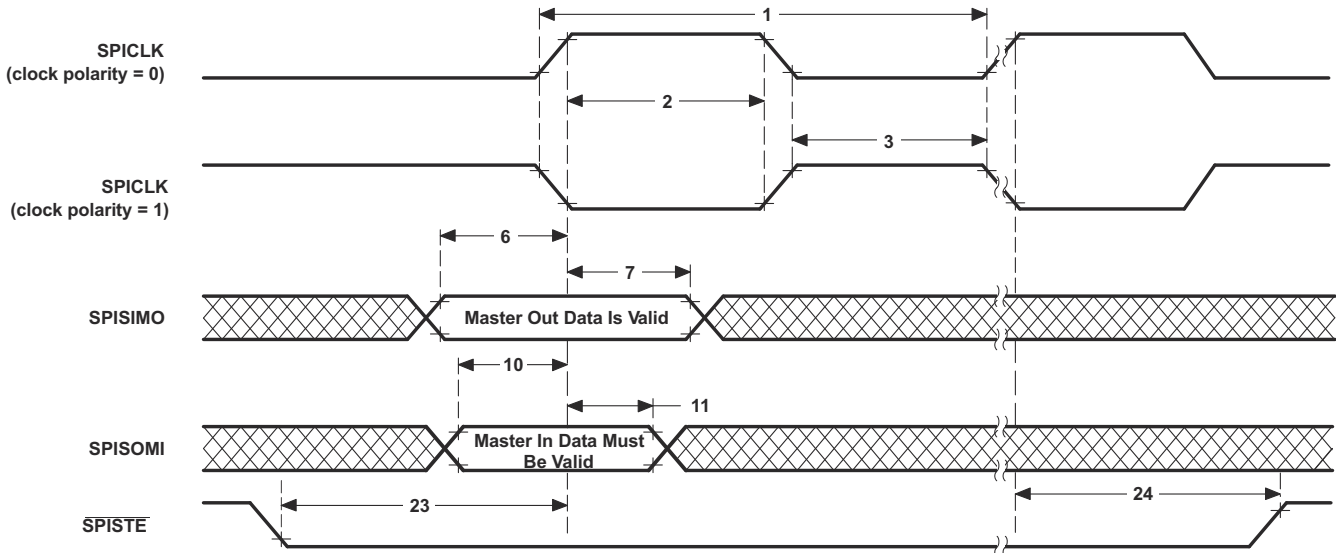 1
SPICLK
(clock polarity = 0)
2
3
SPICLK
(clock polarity = 1)
6
7
SPISIMO
Master Out Data Is Valid
10
11
SPISOMI
Master In Data Must
Be Valid
23
24
SPISTE